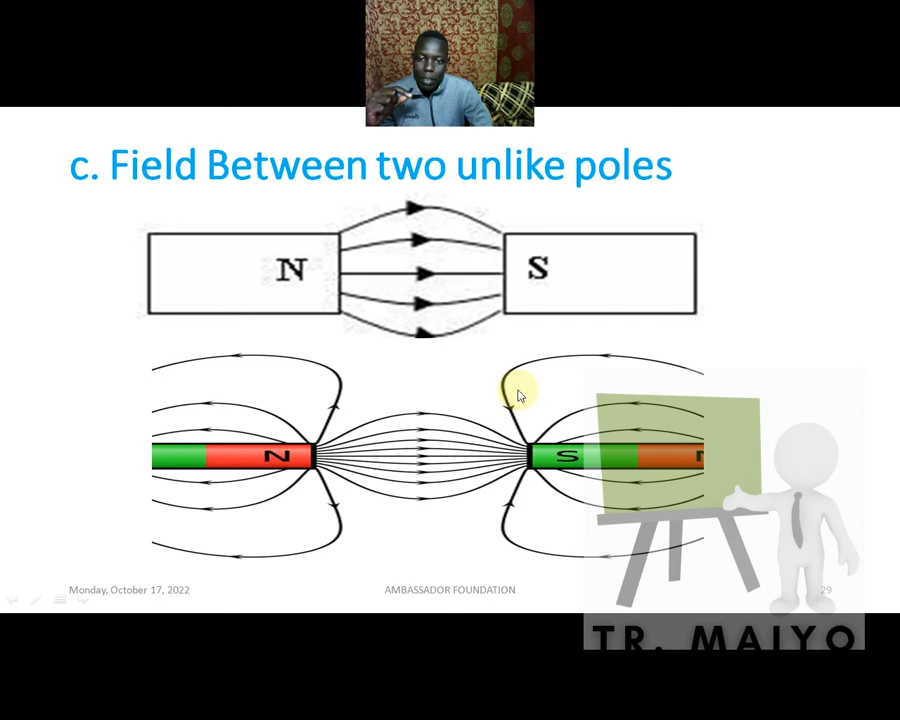 c. Field Between two unlike poles
N S
N S
Monday, October 17, 2022 AMBASSADOR FOUNDATION 29
TR. MAIYO